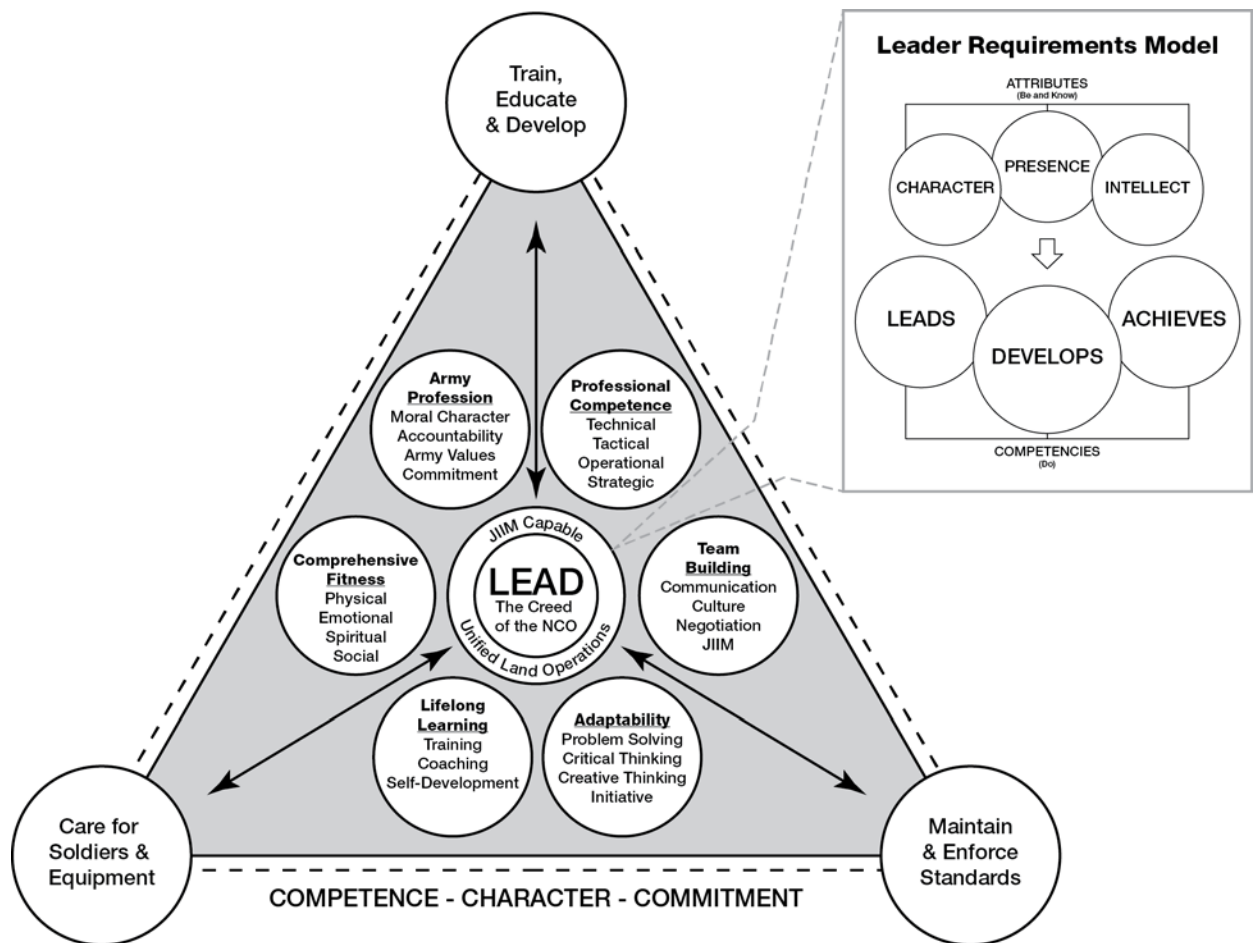 Train,
Educate
& Develop
Leader Requirements Model
ATTRIBUTES
(Be and Know)
CHARACTER
PRESENCE
INTELLECT
LEADS
DEVELOPS
ACHIEVES
COMPETENCIES
(Do)
Army
Profession
Moral Character
Accountability
Army Values
Commitment
Professional
Competence
Technical
Tactical
Operational
Strategic
Comprehensive
Fitness
Physical
Emotional
Spiritual
Social
JIIM Capable
LEAD
The Creed
of the NCO
Unified Land Operations
Team
Building
Communication
Culture
Negotiation
JIIM
Lifelong
Learning
Training
Coaching
Self-Development
Adaptability
Problem Solving
Critical Thinking
Creative Thinking
Initiative
Care for
Soldiers &
Equipment
Maintain
& Enforce
Standards
COMPETENCE - CHARACTER - COMMITMENT